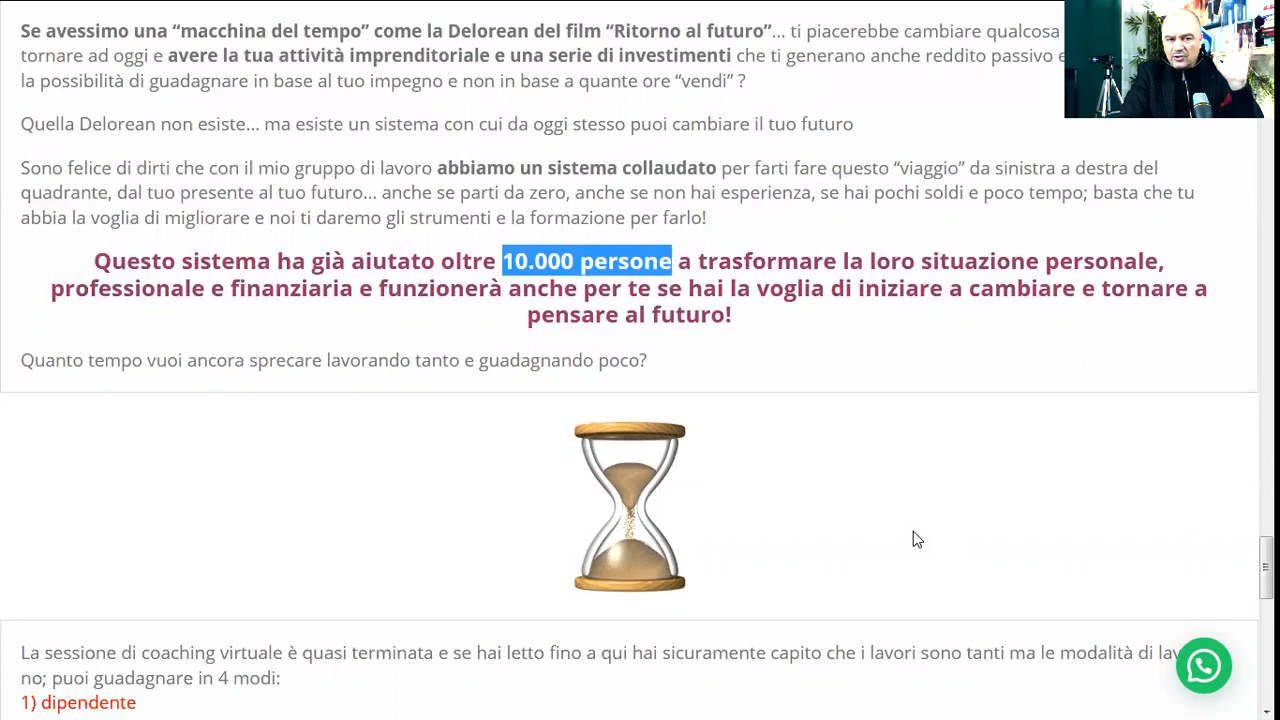 Se avessimo una “macchina del tempo” come la Delorean del film “Ritorno al futuro”… ti piacerebbe cambiare qualcosa
tornare ad oggi e avere la tua attività imprenditoriale e una serie di investimenti che ti generano anche reddito passivo
la possibilità di guadagnare in base al tuo impegno e non in base a quante ore “vendi” ?
Quella Delorean non esiste… ma esiste un sistema con cui da oggi stesso puoi cambiare il tuo futuro
Sono felice di dirti che con il mio gruppo di lavoro abbiamo un sistema collaudato per farti fare questo “viaggio” da sinistra a destra del
quadrante, dal tuo presente al tuo futuro… anche se parti da zero, anche se non hai esperienza, se hai pochi soldi e poco tempo; basta che tu
abbia la voglia di migliorare e noi ti daremo gli strumenti e la formazione per farlo!
Questo sistema ha già aiutato oltre 10.000 persone a trasformare la loro situazione personale,
professionale e finanziaria e funzionerà anche per te se hai la voglia di iniziare a cambiare e tornare a
pensare al futuro!
Quanto tempo vuoi ancora sprecare lavorando tanto e guadagnando poco?
La sessione di coaching virtuale è quasi terminata e se hai letto fino a qui hai sicuramente capito che i lavori sono tanti ma le modalità di
no; puoi guadagnare in 4 modi:
1) dipendente